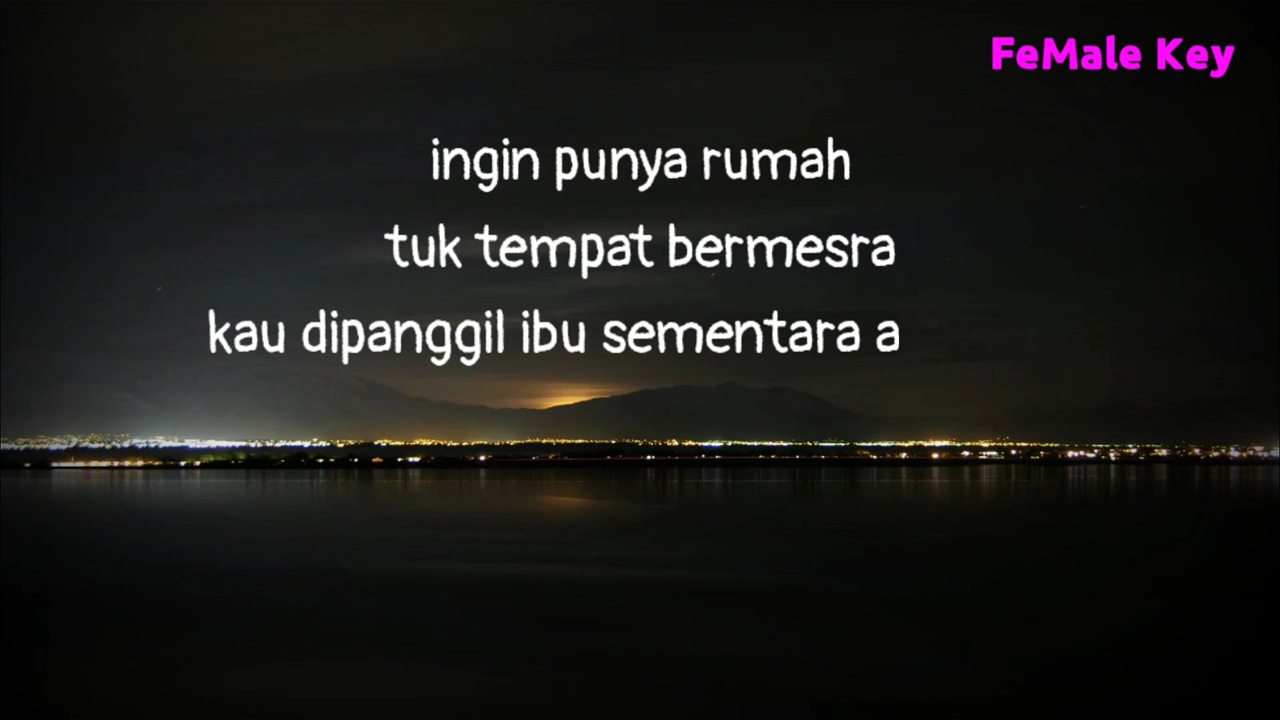 FeMale Key
ingin punya rumah
tuk tempat bermesra
kau dipanggil ibu sementara a